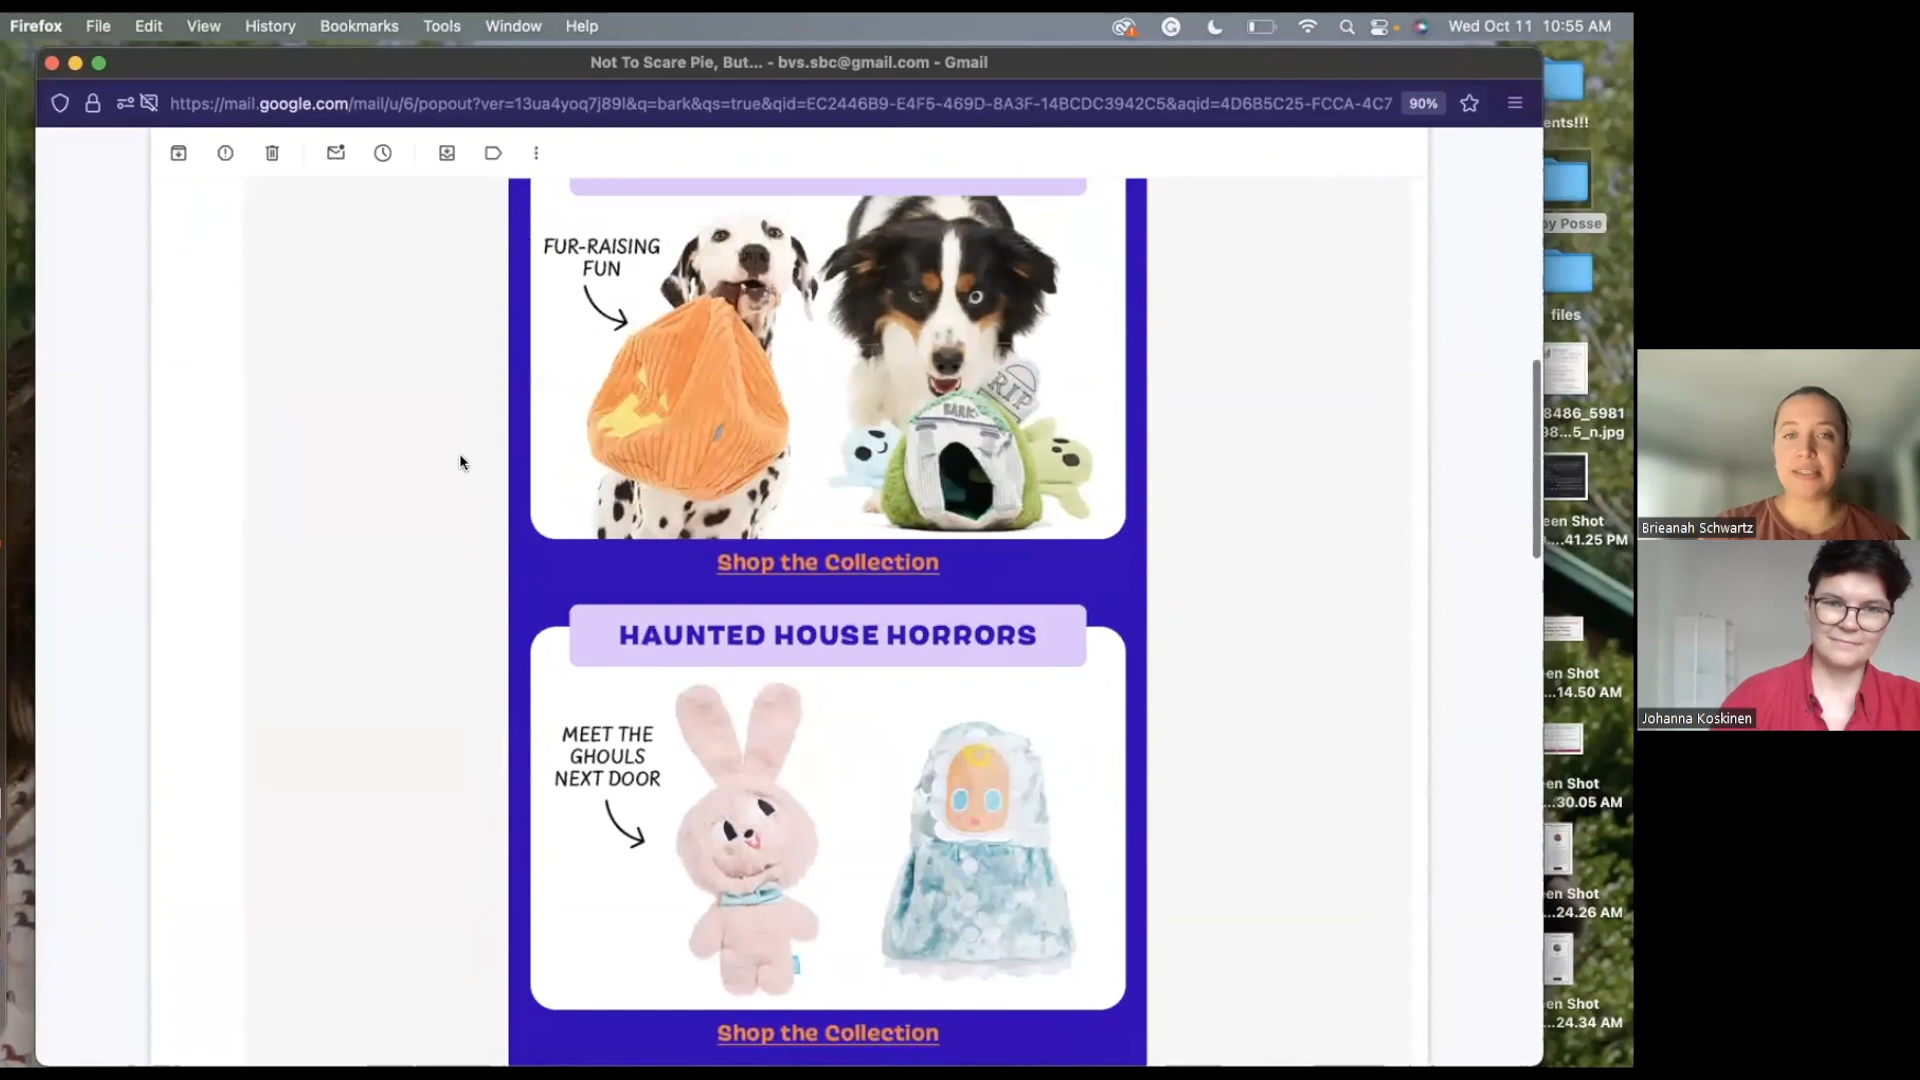 Firefox File Edit View History Bookmarks Tools Window Help Wed Oct 11 10:55 AM
Not To Scare Pie, But... - bvs.sbc@gmail.com - Gmail
https://mail.google.com/mail/u/6/popout?ver=13ua4yoq7j89l&q=bark&qs=true&qid=EC2446B9-E4F5-469D-8A3F-14BCDC3942C5&aqid=4D6B5C25-FCCA-4C7 90%
ents!!!
by Posse
files
8486_5981
98...5_n.jpg
een Shot
....41.25 PM
een Shot
...14.50 AM
een Shot
...30.05 AM
een Shot
...24.26 AM
een Shot
...24.34 AM
FUR-RAISING
FUN
RIP
BARK
Shop the Collection
HAUNTED HOUSE HORRORS
MEET THE
GHOULS
NEXT DOOR
Shop the Collection
Brieanah Schwartz
Johanna Koskinen